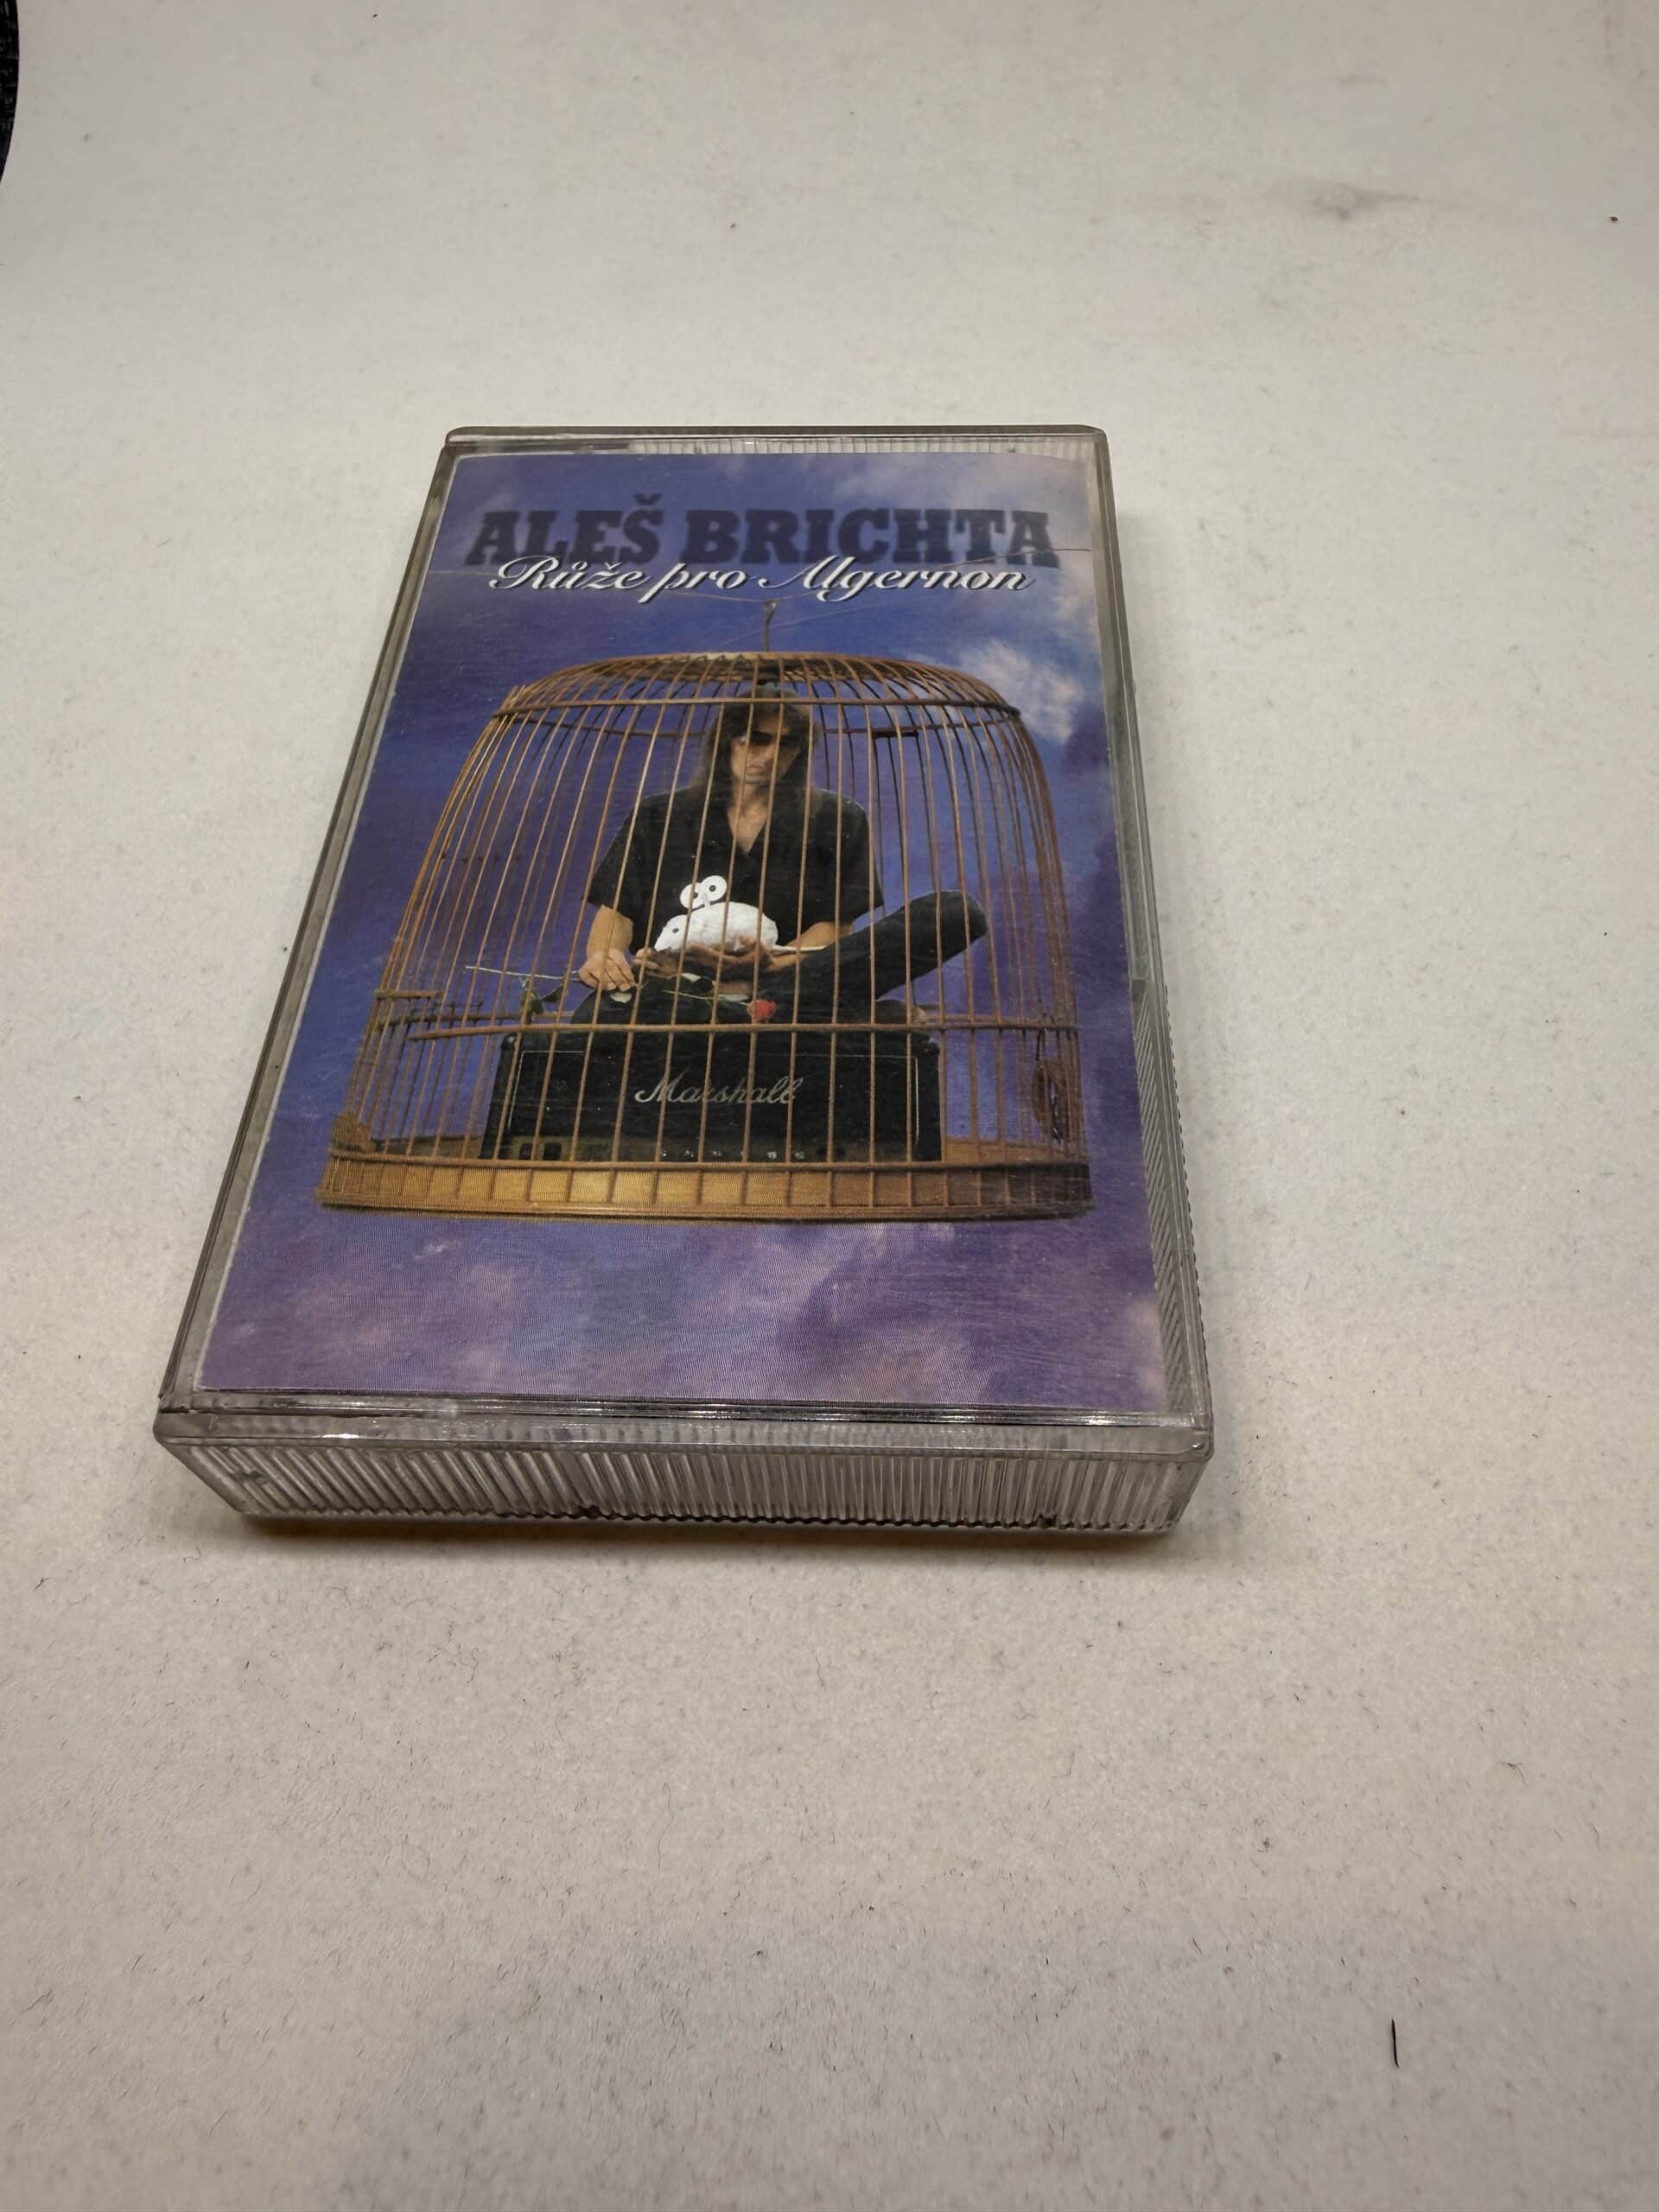 ALEŠ BRICHTA
Růže pro Algernon
Marshall